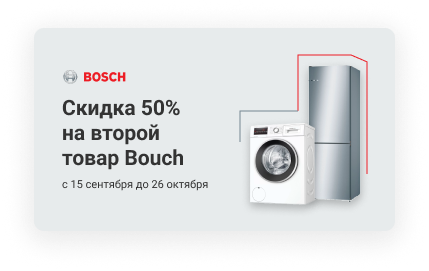 BOSCH
Скидка 50%
на второй
товар Bouch
с 15 сентября до 26 октября